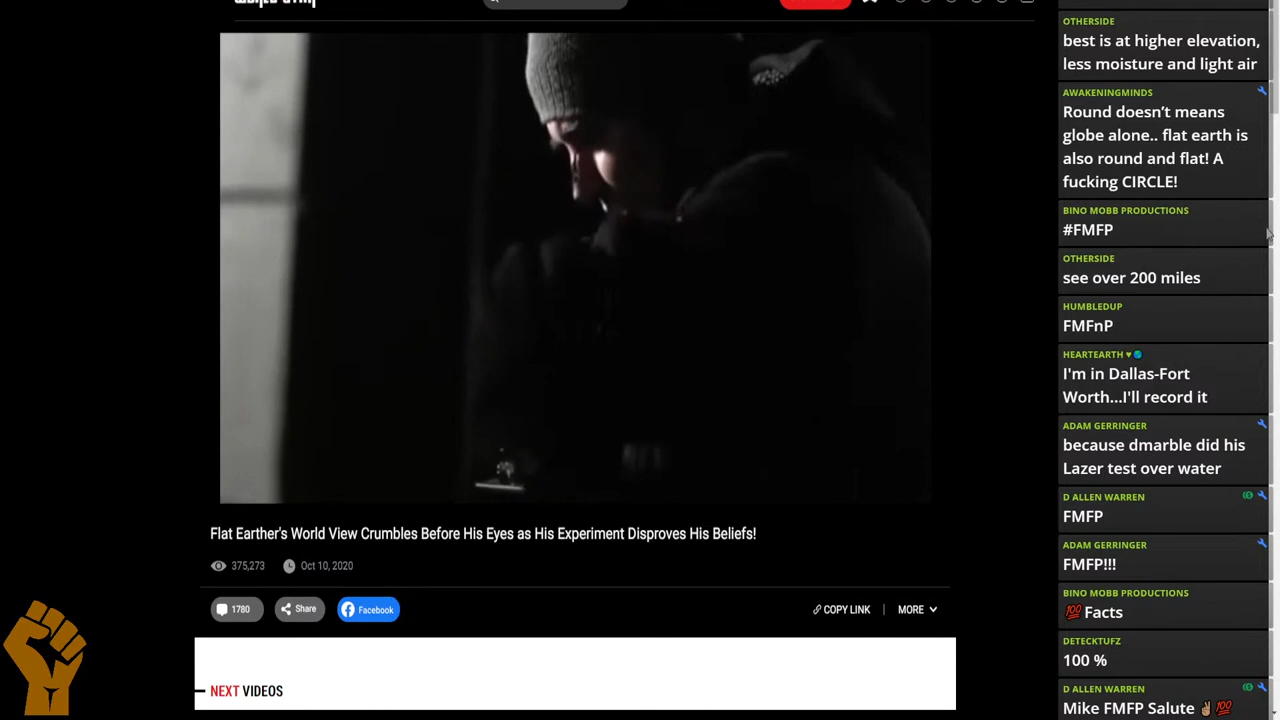 OTHERSIDE
best is at higher elevation,
less moisture and light air
AWAKENINGMINDS
Round doesn't means
globe alone.. flat earth is
also round and flat! A
fucking CIRCLE!
BINO MOBB PRODUCTIONS
#FMFP
OTHERSIDE
see over 200 miles
HUMBLEDUP
FMFnP
HEARTEARTH ♥🌎
I'm in Dallas-Fort
Worth...I'll record it
ADAM GERRINGER
because dmarble did his
Lazer test over water
D ALLEN WARREN
FMFP
ADAM GERRINGER
FMFP!!!
BINO MOBB PRODUCTIONS
💯 Facts
DETECKTUFZ
100 %
D ALLEN WARREN
Mike FMFP Salute ✌🏽💯
Flat Earther's World View Crumbles Before His Eyes as His Experiment Disproves His Beliefs!
375,273 Oct 10, 2020
1780 Share Facebook COPY LINK | MORE
NEXT VIDEOS